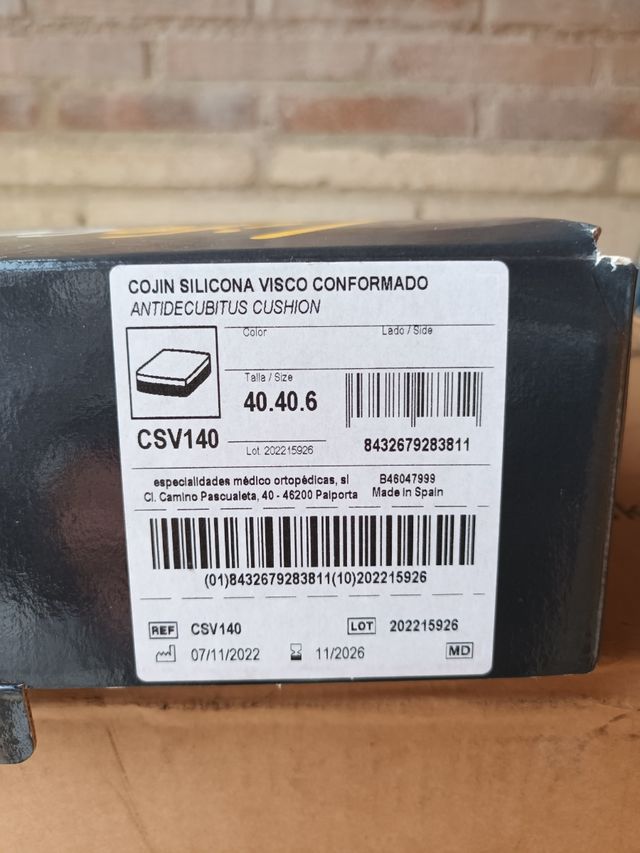 COJIN SILICONA VISCO CONFORMADO
ANTIDECUBITUS CUSHION
Color
Lado / Side
Talla / Size
40.40.6
CSV140
Lot. 202215926
8432679283811
especialidades médico ortopédicas, sl
B46047999
Cl. Camino Pascualeta, 40 - 46200 Paiporta
Made in Spain
(01)8432679283811(10)202215926
REF CSV140
LOT 202215926
07/11/2022
11/2026
MD